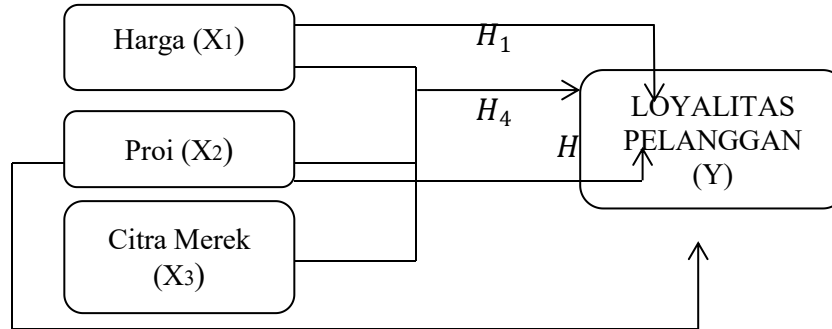 Harga (X1)
H1
H4
Proi (X2)
H
LOYALITAS
PELANGGAN
(Y)
Citra Merek
(X3)